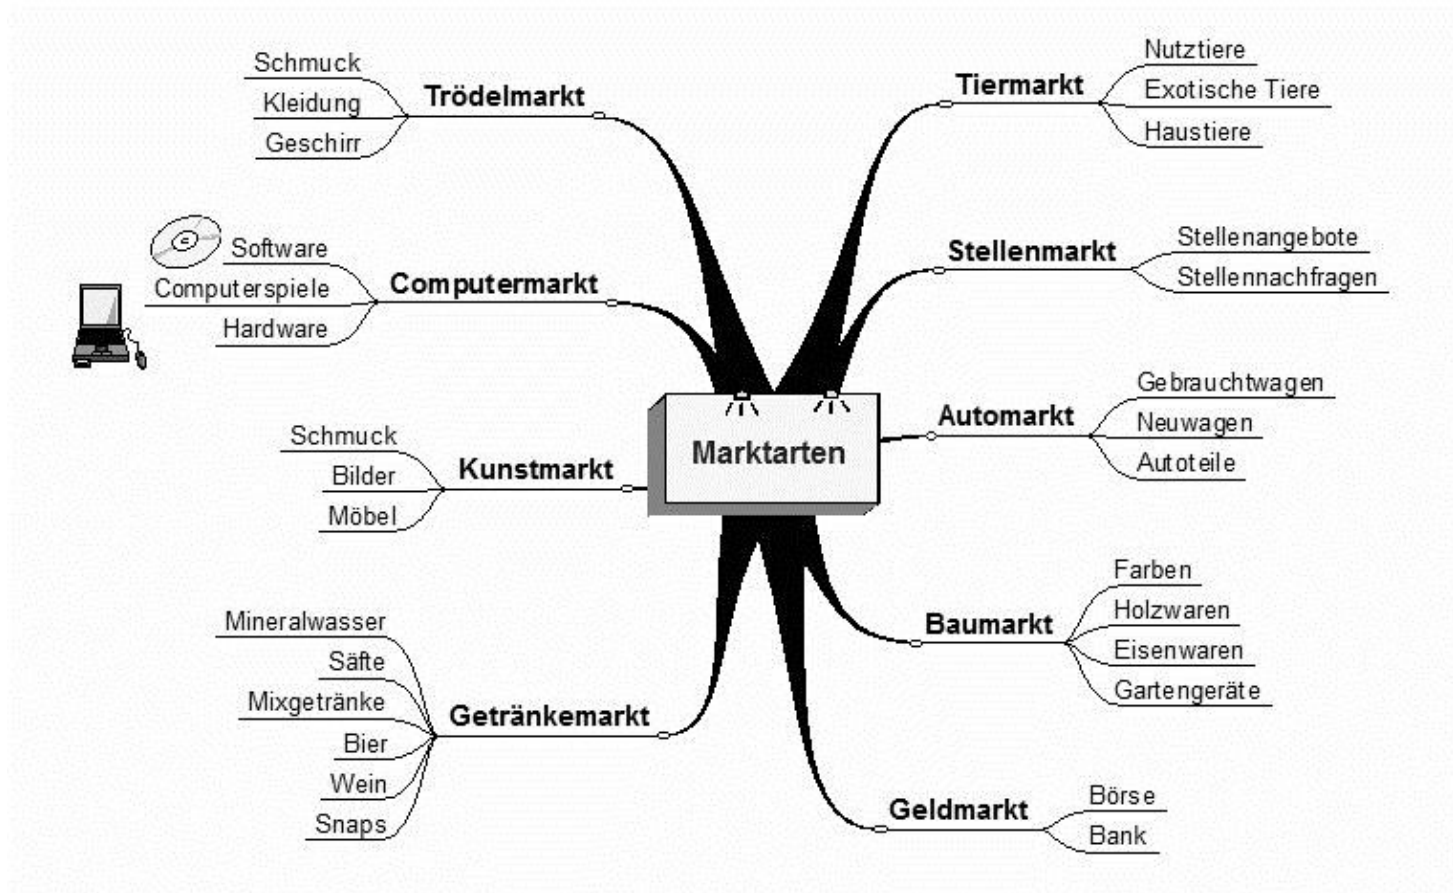 Marktarten
Trödelmarkt
Schmuck
Kleidung
Geschirr
Computermarkt
Software
Computerspiele
Hardware
Kunstmarkt
Schmuck
Bilder
Möbel
Getränkemarkt
Mineralwasser
Säfte
Mixgetränke
Bier
Wein
Snaps
Tiermarkt
Nutztiere
Exotische Tiere
Haustiere
Stellenmarkt
Stellenangebote
Stellennachfragen
Automarkt
Gebrauchtwagen
Neuwagen
Autoteile
Baumarkt
Farben
Holzwaren
Eisenwaren
Gartengeräte
Geldmarkt
Börse
Bank